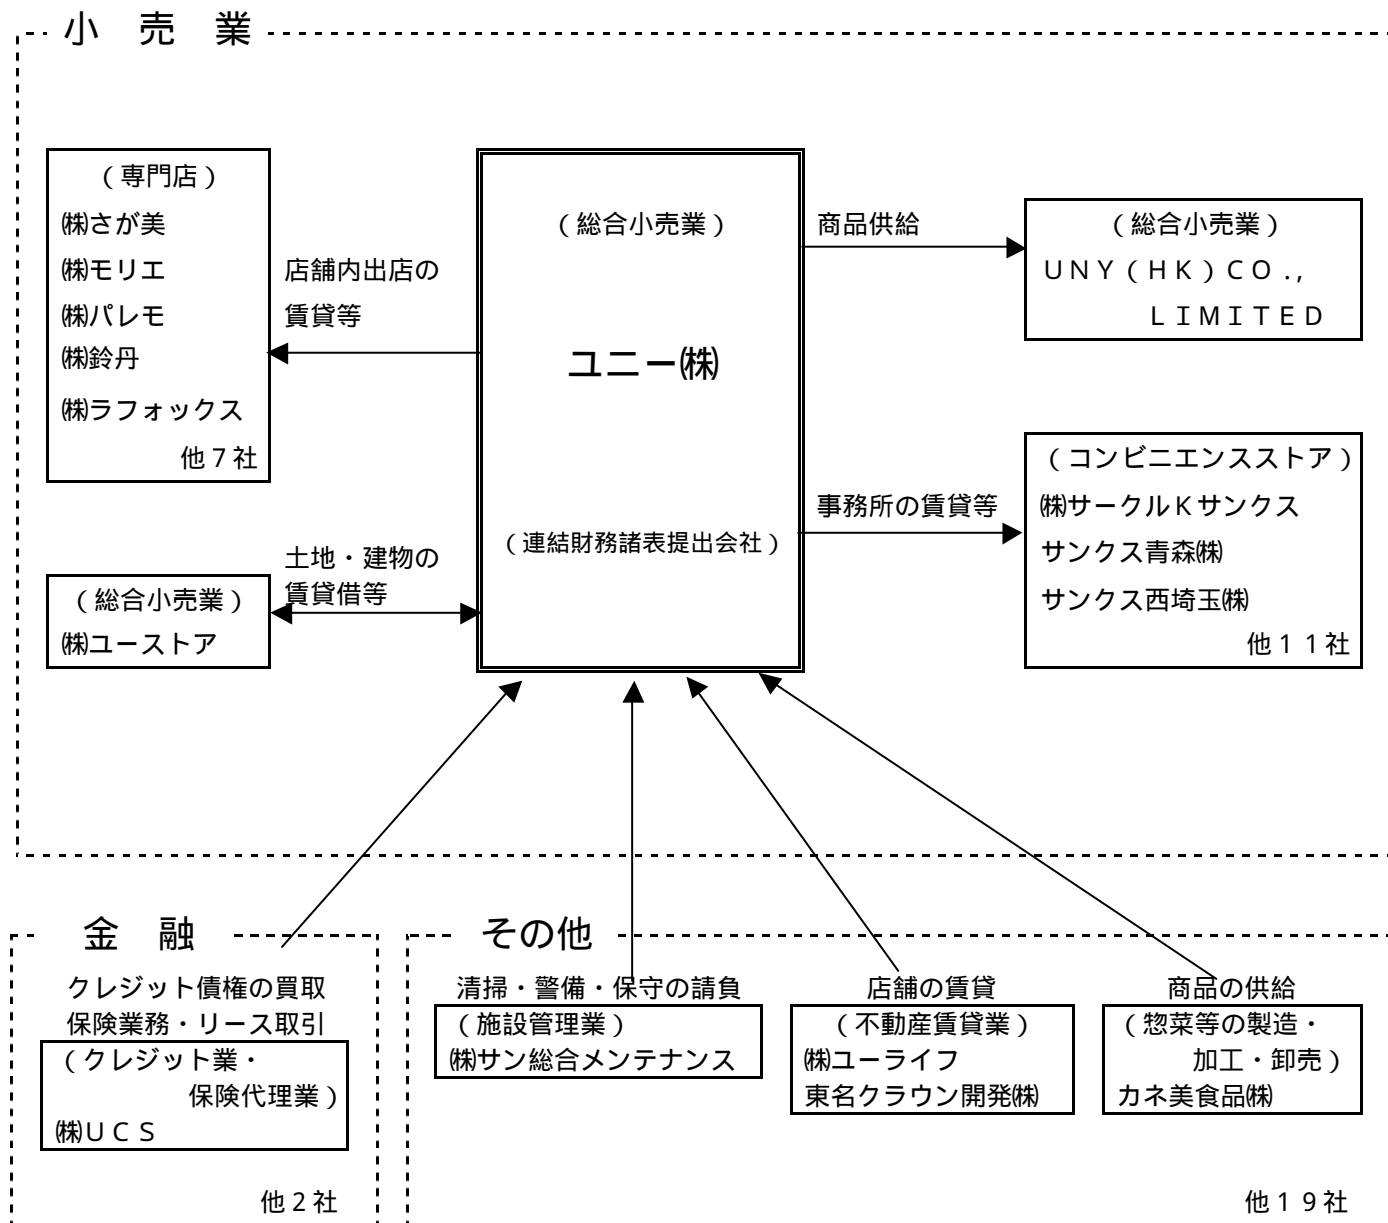 小 売 業
（専門店）
㈱さが美
㈱モリエ
㈱パレモ
㈱鈴丹
㈱ラフォックス
他７社
店舗内出店の
賃貸等
（総合小売業）
㈱ユーストア
土地・建物の
賃貸借等
（総合小売業）
ユニー㈱
（連結財務諸表提出会社）
商品供給
（総合小売業）
ＵＮＹ（ＨＫ）ＣＯ．，
ＬＩＭＩＴＥＤ
事務所の賃貸等
（コンビニエンスストア）
㈱サークルＫサンクス
サンクス青森㈱
サンクス西埼玉㈱
他１１社
金 融
クレジット債権の買取
保険業務・リース取引
（クレジット業・
保険代理業）
㈱ＵＣＳ
他２社
その他
清掃・警備・保守の請負
（施設管理業）
㈱サン総合メンテナンス
店舗の賃貸
（不動産賃貸業）
㈱ユーライフ
東名クラウン開発㈱
商品の供給
（惣菜等の製造・
加工・卸売）
カネ美食品㈱
他１９社